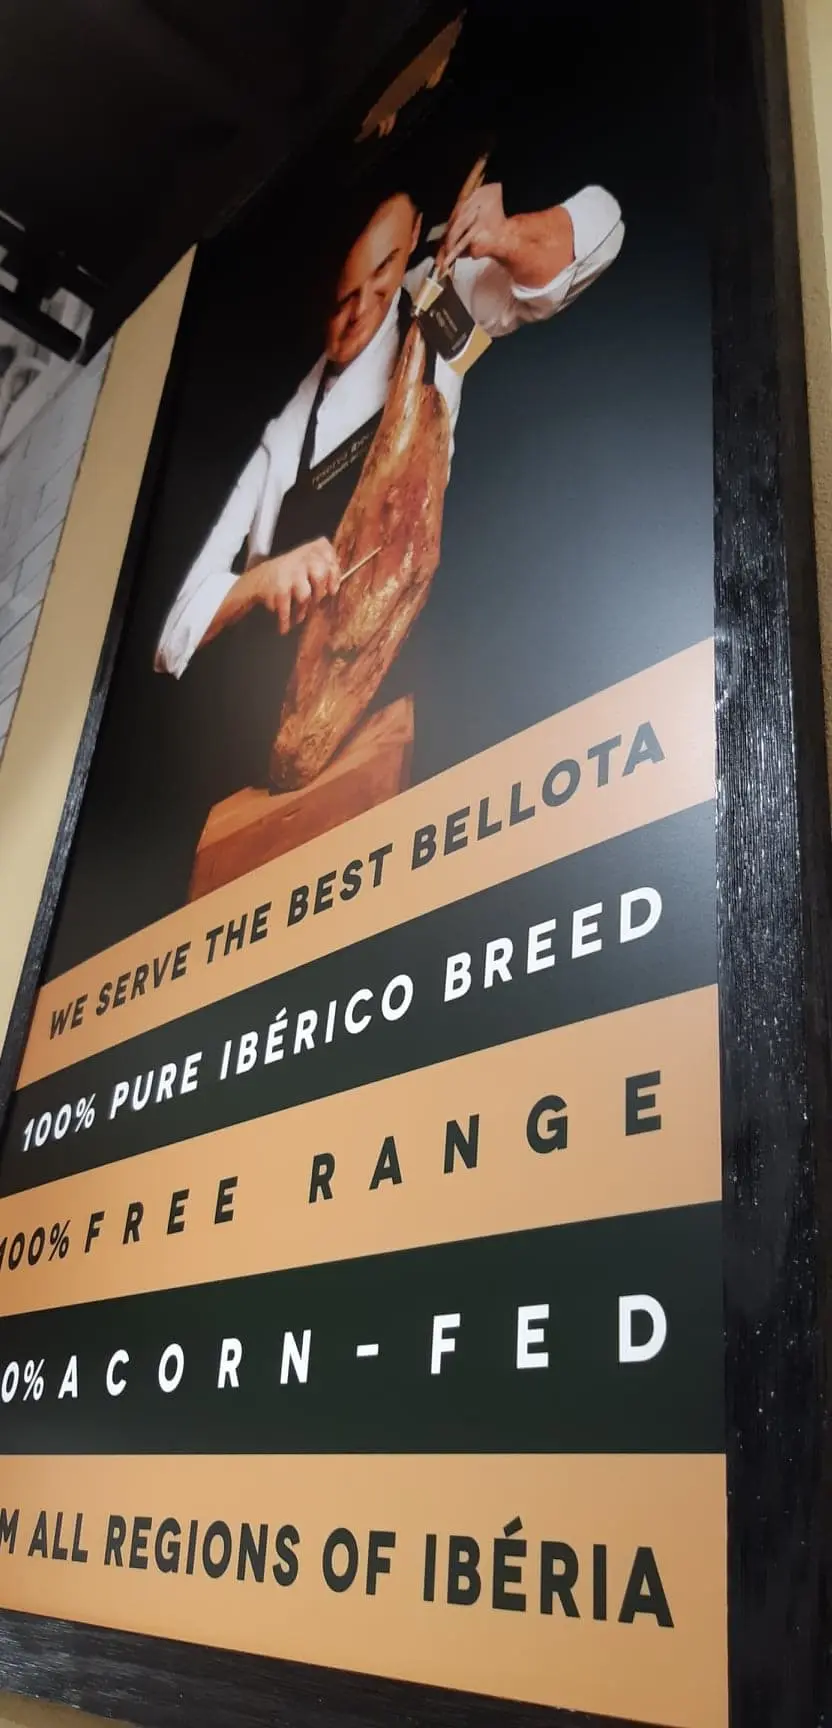 reserva
WE SERVE THE BEST BELLOTA
100% PURE IBÉRICO BREED
100% FREE RANGE
0% ACORN-FED
M ALL REGIONS OF IBÉRIA